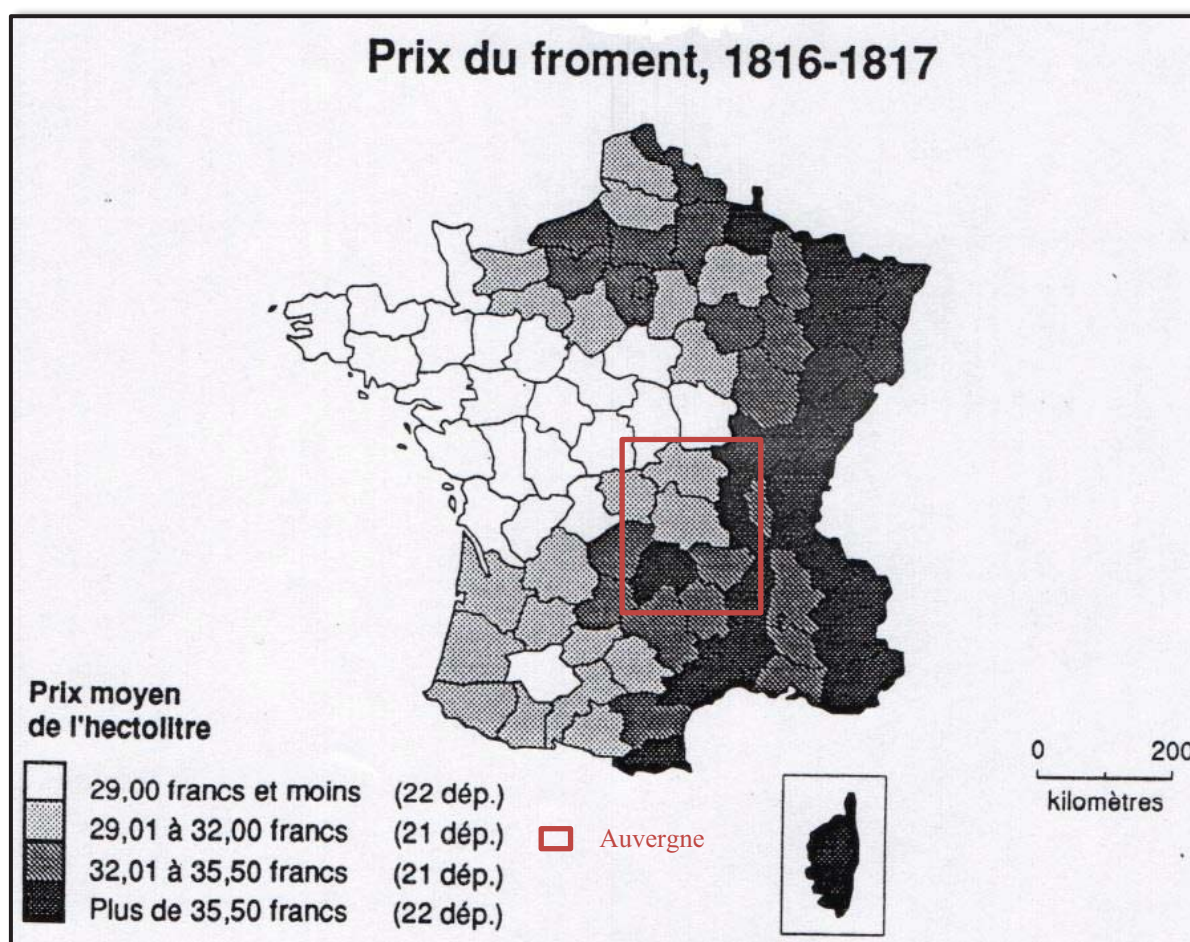 Prix du froment, 1816-1817
Prix moyen
de l'hectolitre
29,00 francs et moins (22 dép.)
29,01 à 32,00 francs (21 dép.)
32,01 à 35,50 francs (21 dép.)
Plus de 35,50 francs (22 dép.)
Auvergne
0 200
kilomètres